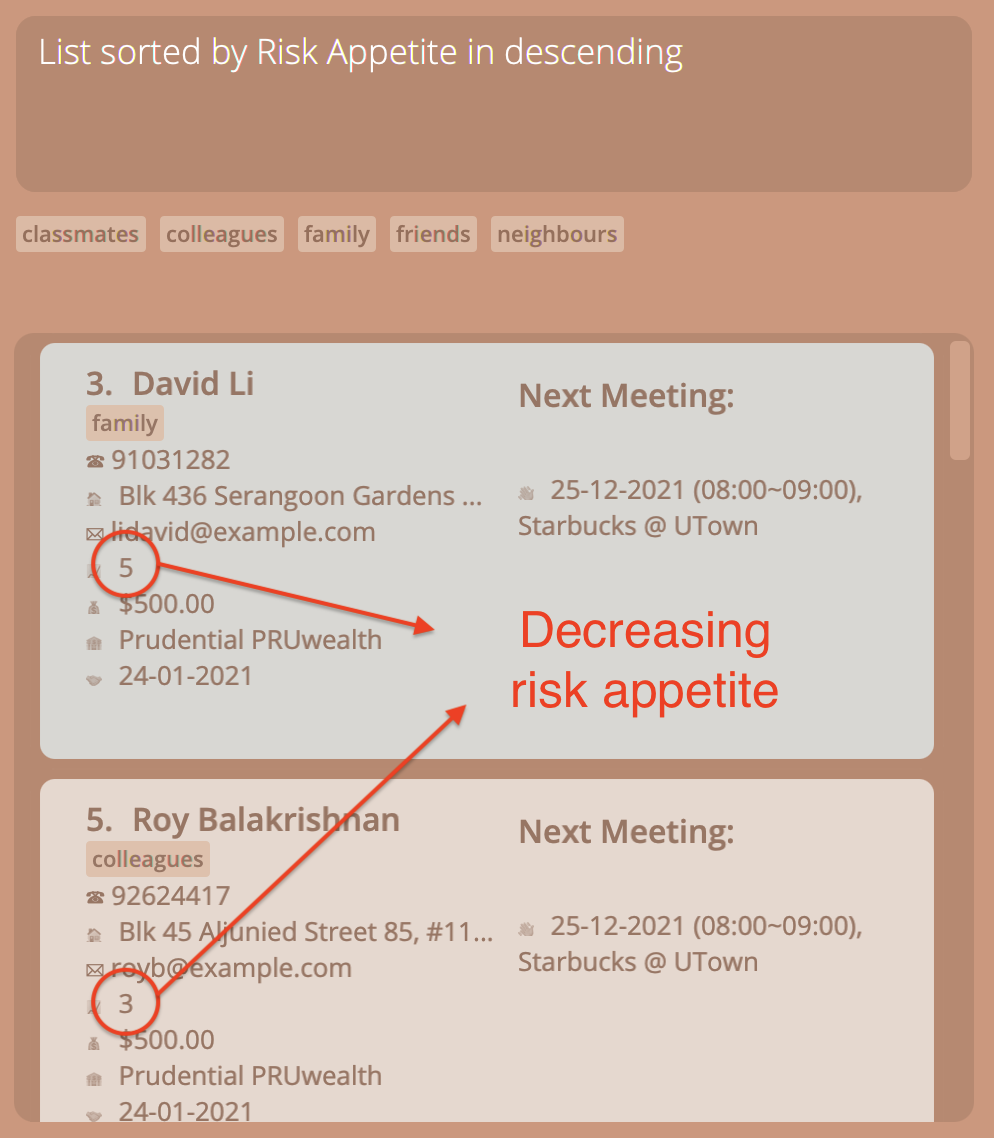 List sorted by Risk Appetite in descending
classmates colleagues family friends neighbours
3. David Li
family
91031282
Blk 436 Serangoon Gardens ...
lidavid@example.com
5
$500.00
Prudential PRUwealth
24-01-2021
Next Meeting:
25-12-2021 (08:00~09:00),
Starbucks @ UTown
Decreasing
risk appetite
5. Roy Balakrishnan
colleagues
92624417
Blk 45 Aljunied Street 85, #11...
royb@example.com
3
$500.00
Prudential PRUwealth
24-01-2021
Next Meeting:
25-12-2021 (08:00~09:00),
Starbucks @ UTown